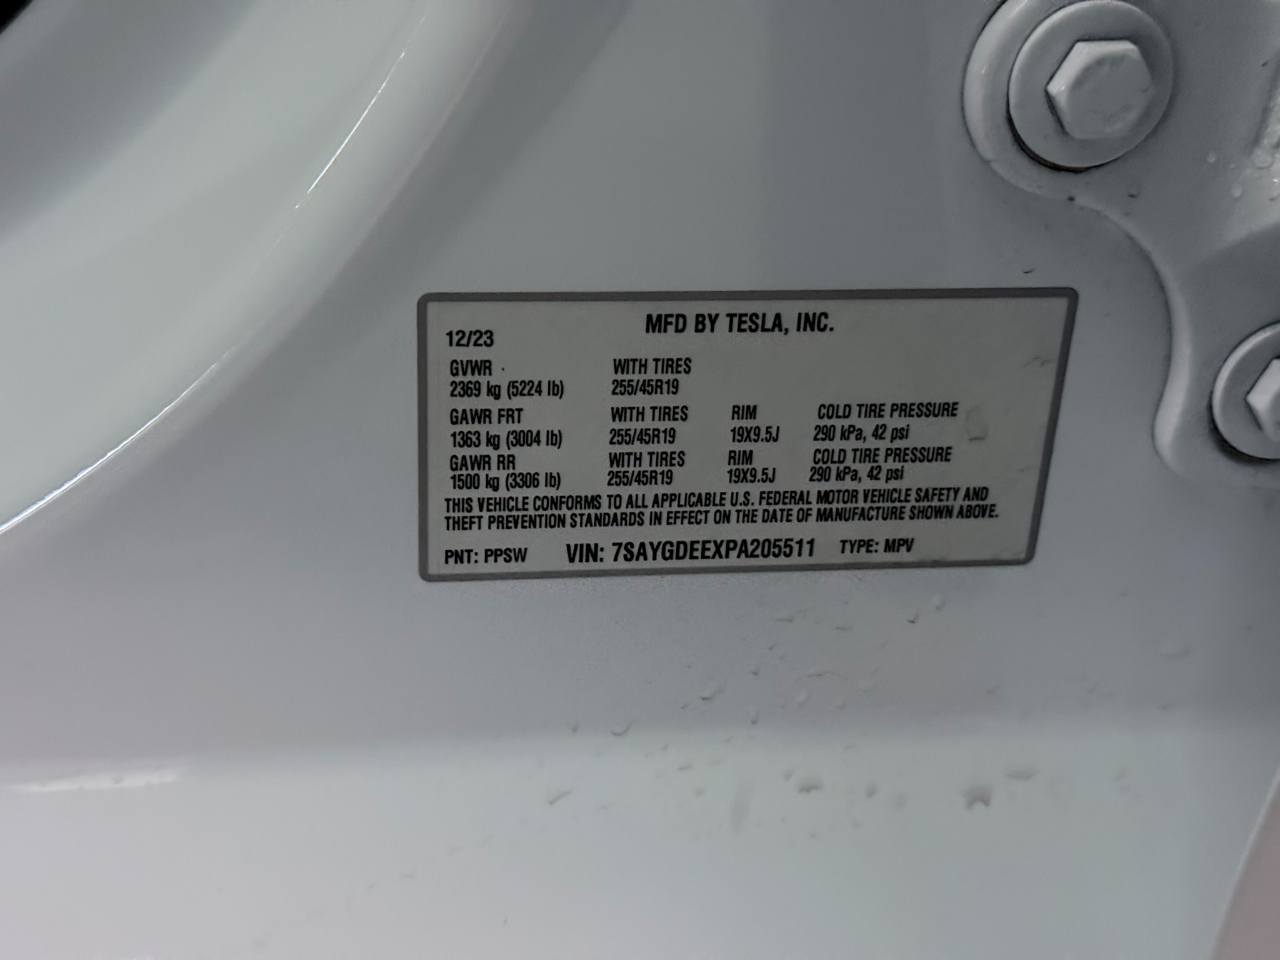 MFD BY TESLA, INC.
12/23
GVWR WITH TIRES
2369 kg (5224 lb) 255/45R19
GAWR FRT WITH TIRES RIM COLD TIRE PRESSURE
1363 kg (3004 lb) 255/45R19 19X9.5J 290 kPa, 42 psi
GAWR RR WITH TIRES RIM COLD TIRE PRESSURE
1500 kg (3306 lb) 255/45R19 19X9.5J 290 kPa, 42 psi
THIS VEHICLE CONFORMS TO ALL APPLICABLE U.S. FEDERAL MOTOR VEHICLE SAFETY AND
THEFT PREVENTION STANDARDS IN EFFECT ON THE DATE OF MANUFACTURE SHOWN ABOVE.
PNT: PPSW VIN: 7SAYGDEEXPA205511 TYPE: MPV